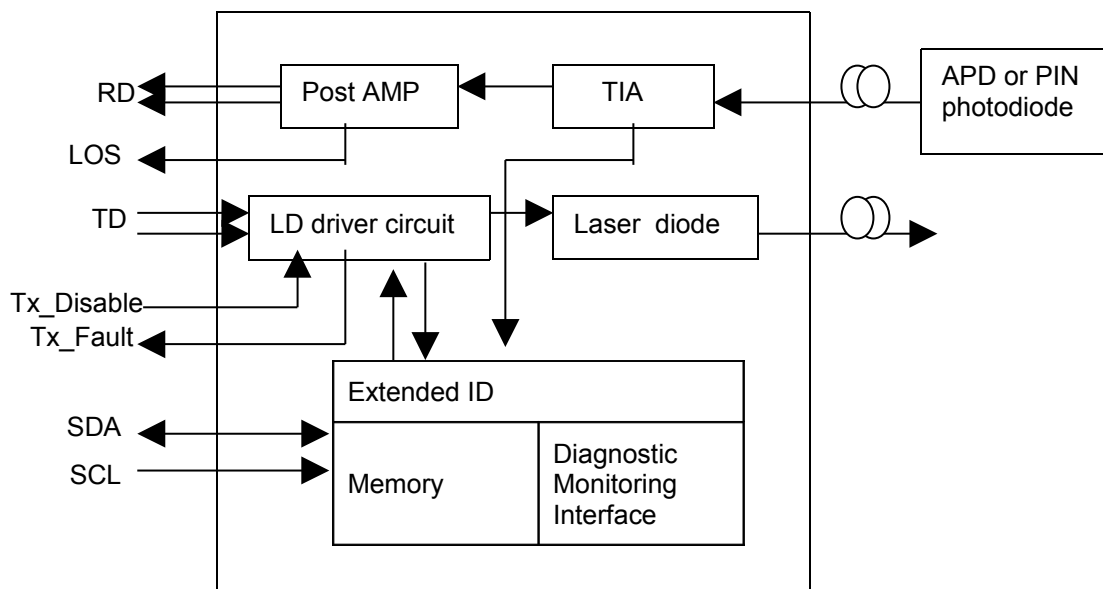 RD
Post AMP
TIA
APD or PIN
photodiode
LOS
TD
LD driver circuit
Laser diode
Tx_Disable
Tx_Fault
Extended ID
SDA
SCL
Memory
Diagnostic
Monitoring
Interface